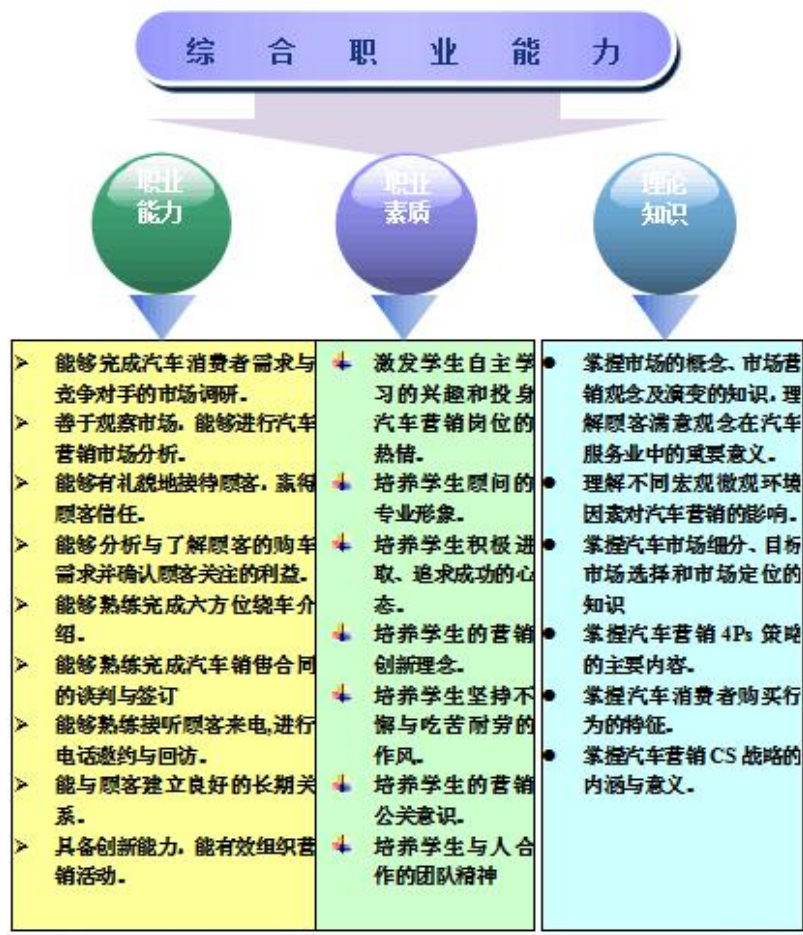 综合职业能力
职业
能力
职业
素质
理论
知识
能够完成汽车消费者需求与
竞争对手的市场调研。
善于观察市场，能够进行汽车
营销市场分析。
能够有礼貌地接待顾客，赢得
顾客信任。
能够分析与了解顾客的购车
需求并确认顾客关注的利益。
能够熟练完成六方位绕车介
绍。
能够熟练完成汽车销售合同
的谈判与签订
能够熟练接听顾客来电,进行
电话邀约与回访。
能与顾客建立良好的长期关
系。
具备创新能力，能有效组织营
销活动。
激发学生自主学
习的兴趣和投身
汽车营销岗位的
热情。
培养学生顾问的
专业形象。
培养学生积极进
取、追求成功的心
态。
培养学生的营销
创新理念。
培养学生坚持不
懈与吃苦耐劳的
作风。
培养学生的营销
公关意识。
培养学生与人合
作的团队精神
掌握市场的概念、市场营
销观念及演变的知识，理
解顾客满意观念在汽车
服务业中的重要意义。
理解不同宏观微观环境
因素对汽车营销的影响。
掌握汽车市场细分、目标
市场选择和市场定位的
知识
掌握汽车营销 4Ps 策略
的主要内容。
掌握汽车消费者购买行
为的特征。
掌握汽车营销 CS 战略的
内涵与意义。